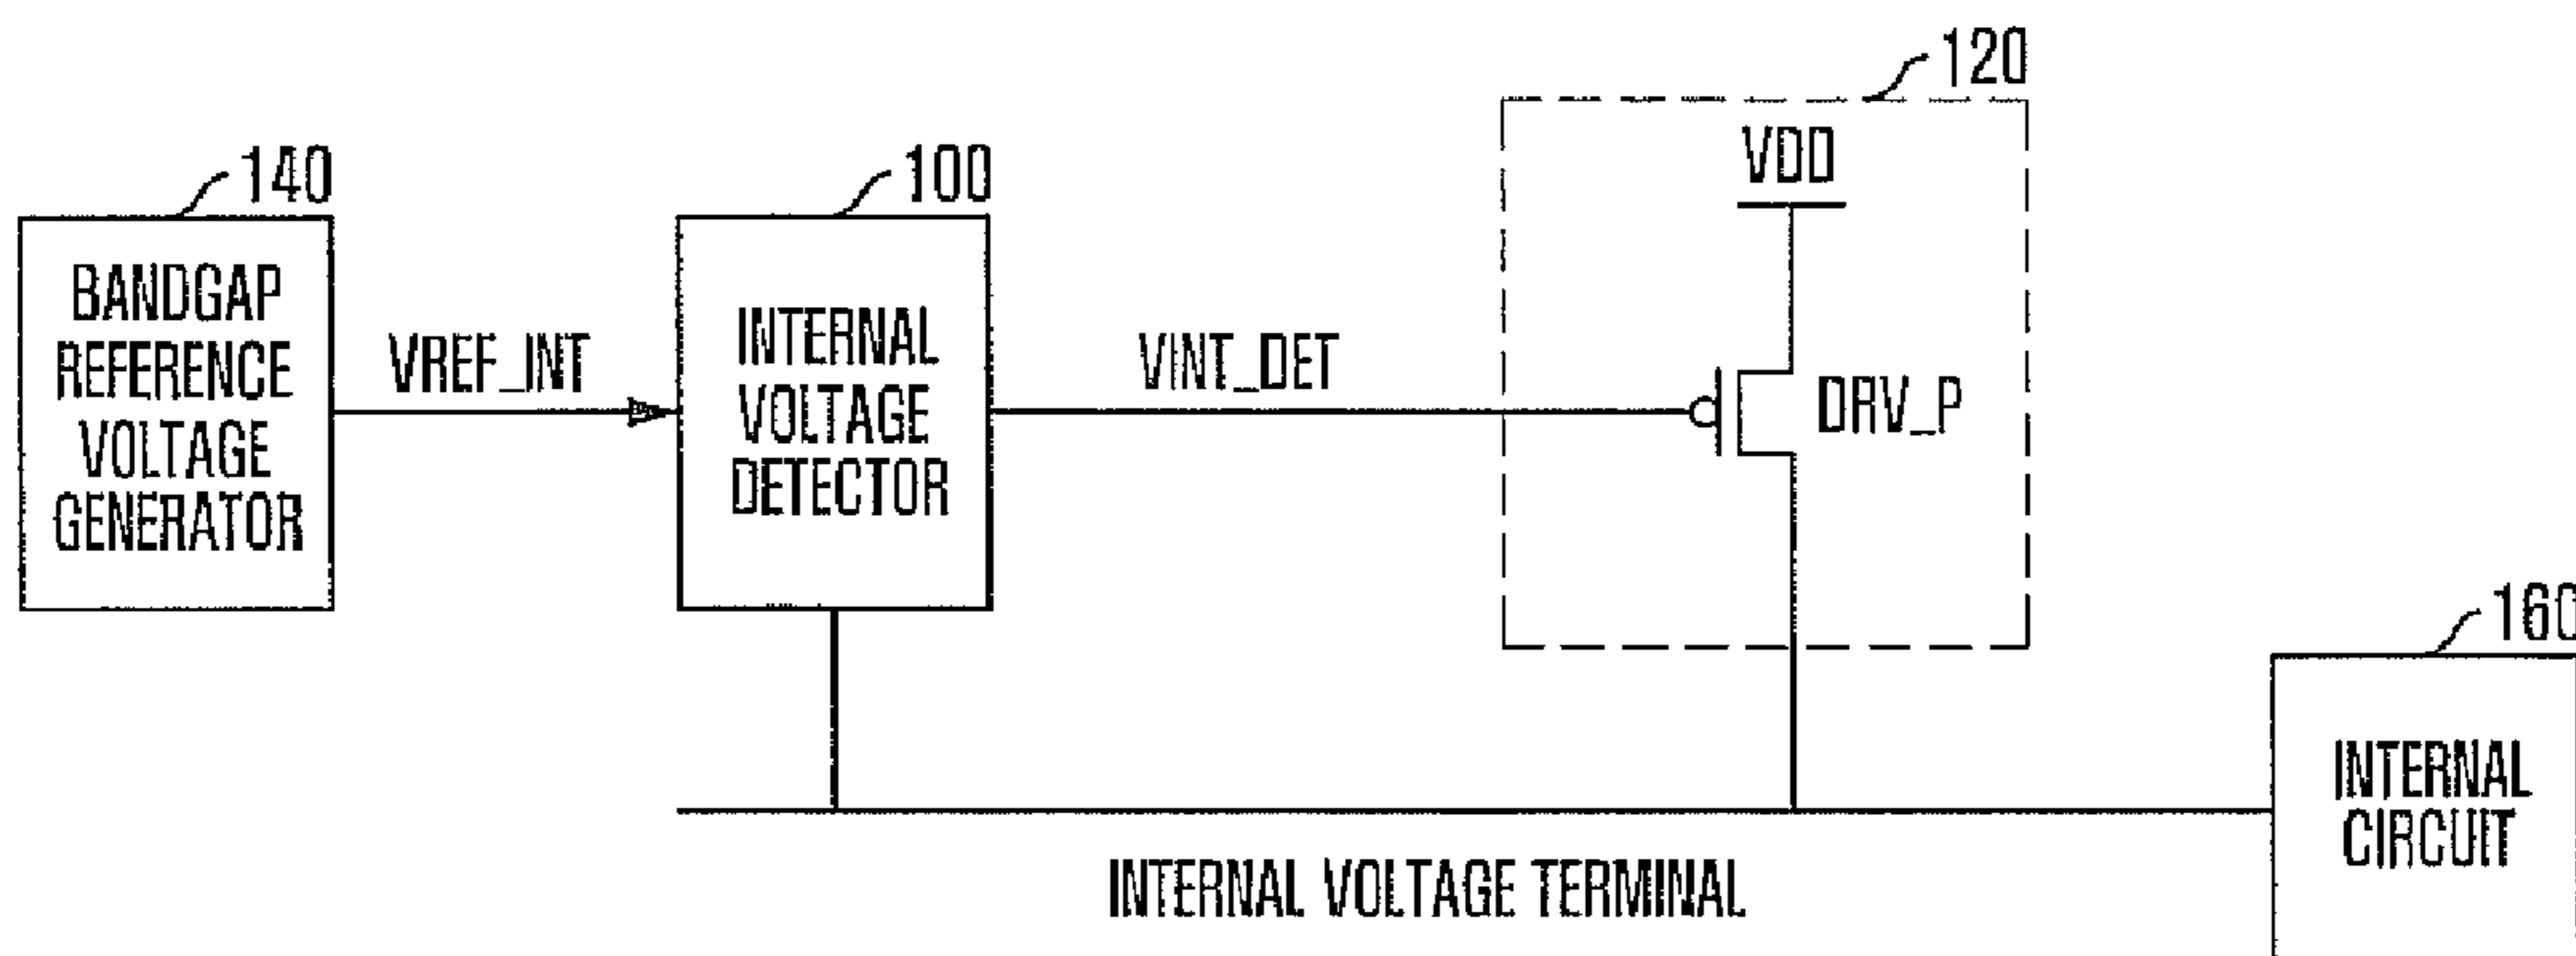 120
VDD
140
100
BANDGAP
REFERENCE
VOLTAGE
GENERATOR
VREF_INT
INTERNAL
VOLTAGE
DETECTOR
VINT_DET
DRV_P
160
INTERNAL
CIRCUIT
INTERNAL VOLTAGE TERMINAL